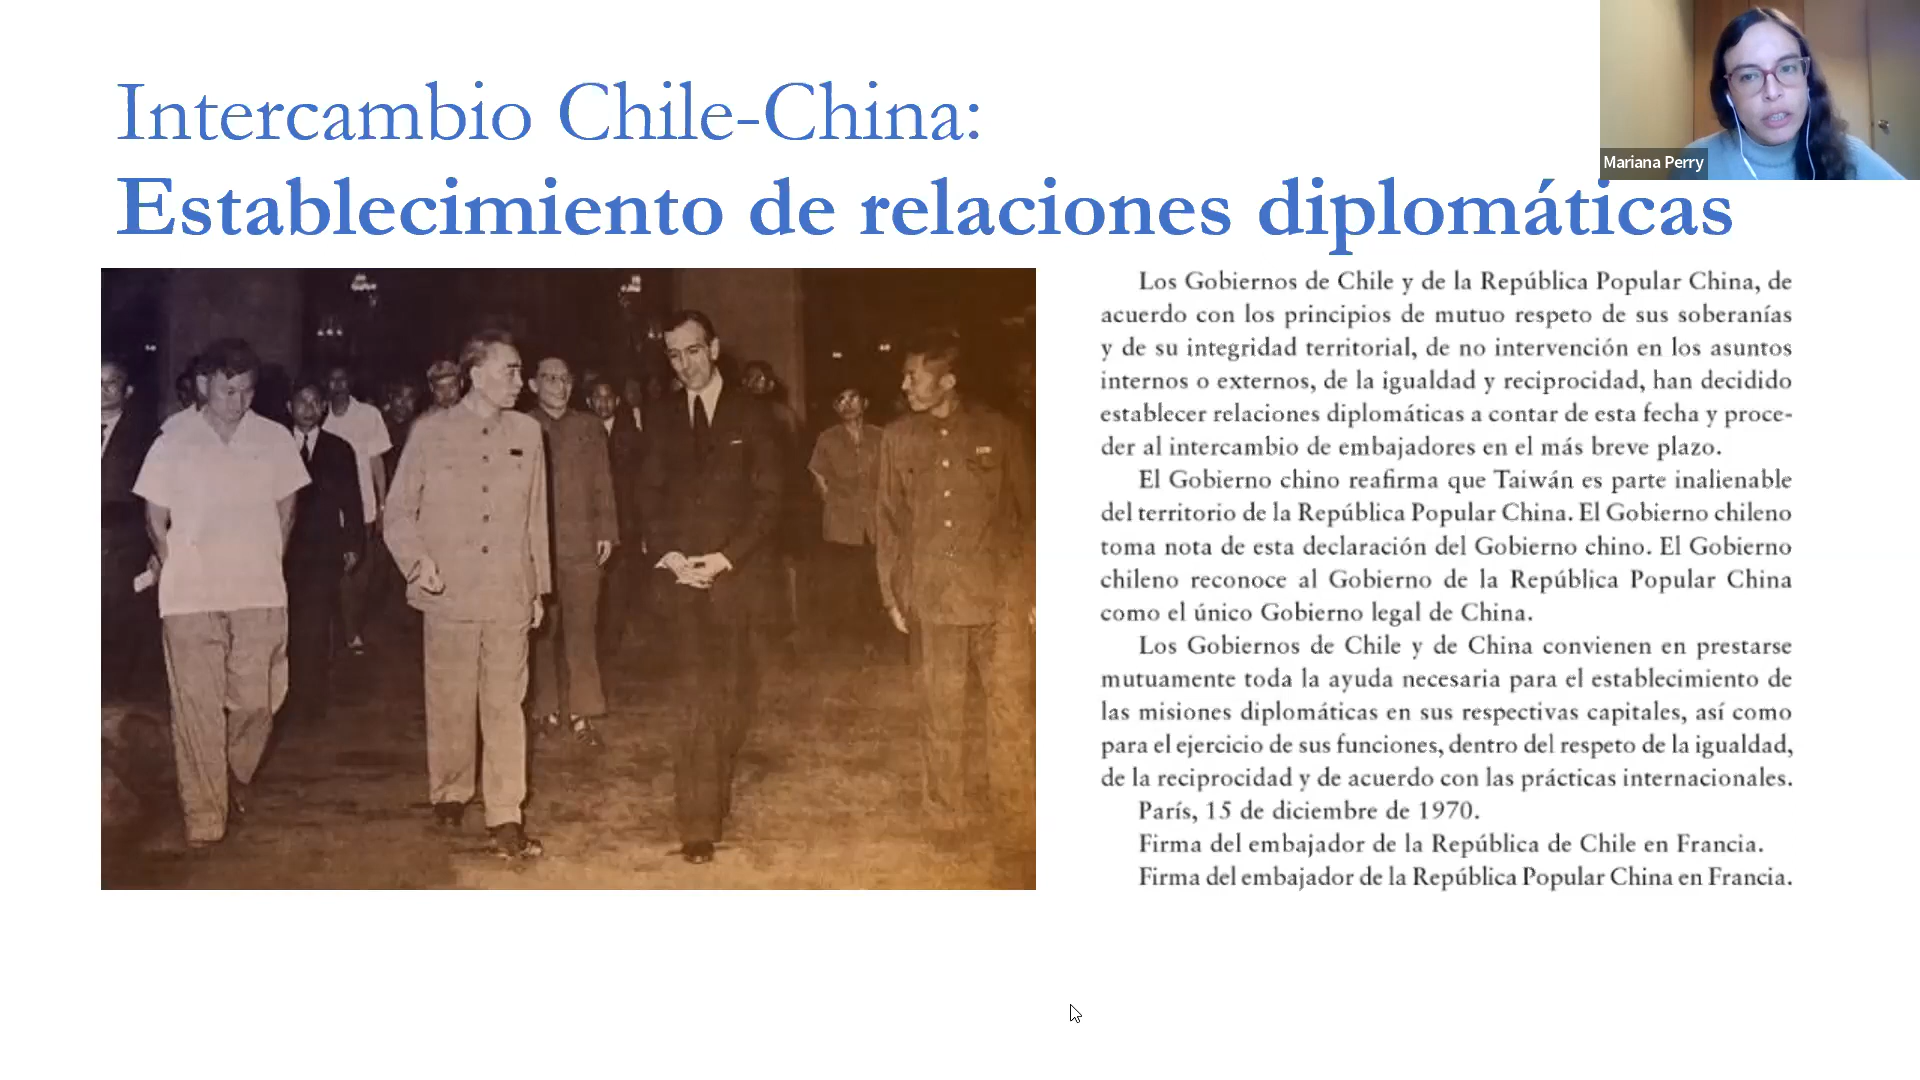 Intercambio Chile-China:
Establecimiento de relaciones diplomáticas
Mariana Perry
Los Gobiernos de Chile y de la República Popular China, de
acuerdo con los principios de mutuo respeto de sus soberanías
y de su integridad territorial, de no intervención en los asuntos
internos o externos, de la igualdad y reciprocidad, han decidido
establecer relaciones diplomáticas a contar de esta fecha y proce-
der al intercambio de embajadores en el más breve plazo.
El Gobierno chino reafirma que Taiwán es parte inalienable
del territorio de la República Popular China. El Gobierno chileno
toma nota de esta declaración del Gobierno chino. El Gobierno
chileno reconoce al Gobierno de la República Popular China
como el único Gobierno legal de China.
Los Gobiernos de Chile y de China convienen en prestarse
mutuamente toda la ayuda necesaria para el establecimiento de
las misiones diplomáticas en sus respectivas capitales, así como
para el ejercicio de sus funciones, dentro del respeto de la igualdad,
de la reciprocidad y de acuerdo con las prácticas internacionales.
París, 15 de diciembre de 1970.
Firma del embajador de la República de Chile en Francia.
Firma del embajador de la República Popular China en Francia.